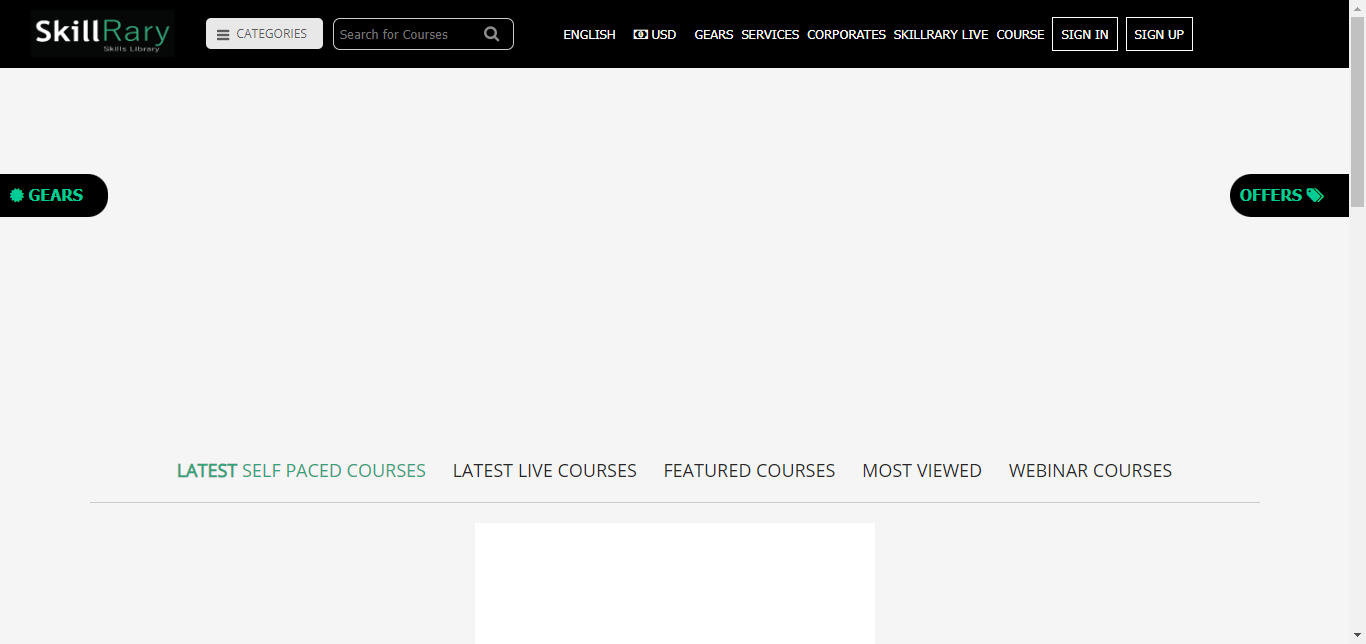 SkillRary
Skills Library
CATEGORIES
Search for Courses
ENGLISH
USD
GEARS
SERVICES
CORPORATES
SKILLRARY LIVE
COURSE
SIGN IN
SIGN UP
GEARS
OFFERS
LATEST SELF PACED COURSES
LATEST LIVE COURSES
FEATURED COURSES
MOST VIEWED
WEBINAR COURSES